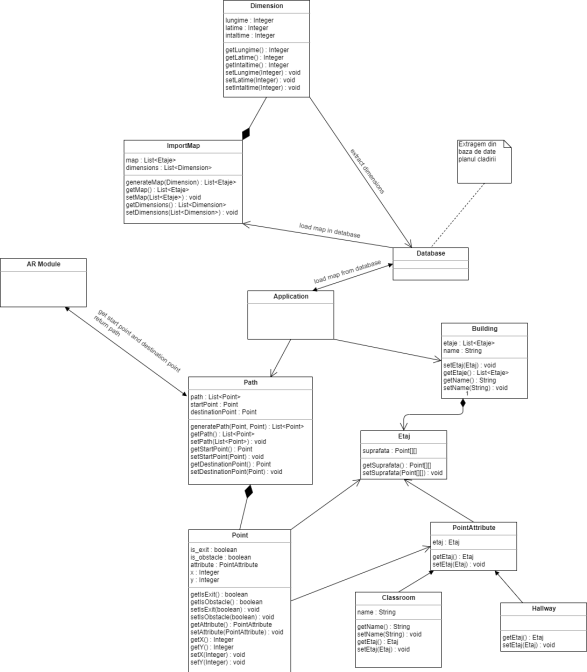 Dimension
lungime : Integer
latime : Integer
intaltime : Integer
getLungime() : Integer
getLatime() : Integer
getIntaltime() : Integer
setLungime(Integer) : void
setLatime(Integer) : void
setIntaltime(Integer) : void
ImportMap
map : List<Etaje>
dimensions : List<Dimension>
generateMap(Dimension) : List<Etaje>
getMap() : List<Etaje>
setMap(List<Etaje>) : void
getDimensions() : List<Dimension>
setDimensions(List<Dimension>) : void
extract dimensions
Extragem din
baza de date
planul cladirii
load map in database
Database
load map from database
AR Module
Application
get start point and destination point
return path
Building
etaje : List<Etaje>
name : String
setEtaj(Etaj) : void
getEtaje() : List<Etaje>
getName() : String
setName(String) : void
Path
path : List<Point>
startPoint : Point
destinationPoint : Point
generatePath(Point, Point) : List<Point>
getPath() : List<Point>
setPath(List<Point>) : void
getStartPoint() : Point
setStartPoint(Point) : void
getDestinationPoint() : Point
setDestinationPoint(Point) : void
1
Etaj
suprafata : Point[][]
getSuprafata() : Point[][]
setSuprafata(Point[][]) : void
Point
is_exit : boolean
is_obstacle : boolean
attribute : PointAttribute
x : Integer
y : Integer
getIsExit() : boolean
getIsObstacle() : boolean
setIsExit(boolean) : void
setIsObstacle(boolean) : void
getAttribute() : PointAttribute
setAttribute(PointAttribute) : void
getX() : Integer
getY() : Integer
setX(Integer) : void
setY(Integer) : void
PointAttribute
etaj : Etaj
getEtaj() : Etaj
setEtaj(Etaj) : void
Classroom
name : String
getName() : String
setName(String) : void
getEtaj() : Etaj
setEtaj(Etaj) : void
Hallway
getEtaj() : Etaj
setEtaj(Etaj) : void